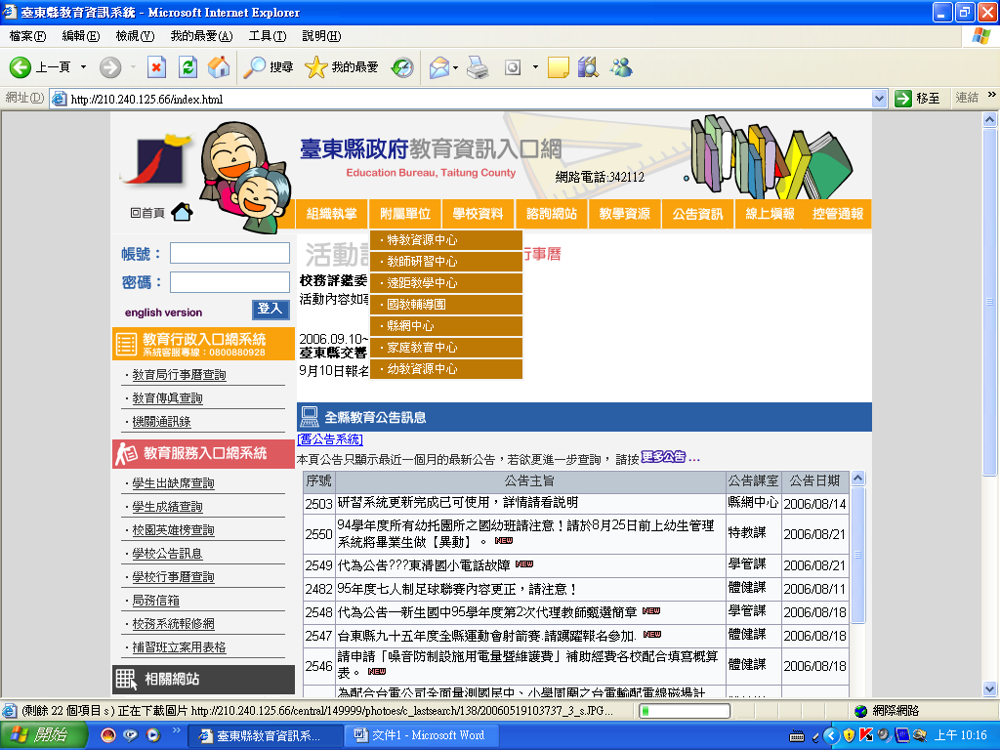 臺東縣教育資訊系統 - Microsoft Internet Explorer
檔案(F) 編輯(E) 檢視(V) 我的最愛(A) 工具(T) 說明(H)
上一頁 搜尋 我的最愛
網址(D) http://210.240.125.66/index.html 移至 連結 »
臺東縣政府教育資訊入口網
Education Bureau, Taitung County
網路電話:342112
回首頁
組織執掌 附屬單位 學校資料 諮詢網站 教學資源 公告資訊 線上填報 控管通報
‧特教資源中心
‧教師研習中心
‧遠距教學中心
‧國教輔導團
‧縣網中心
‧家庭教育中心
‧幼教資源中心
帳號：
密碼：
english version 登入
活動 行事曆
校務評鑑委
活動內容如
2006.09.10~
臺東縣交響
9月10日報名
教育行政入口網系統
系統客服專線：0800880928
‧教育局行事曆查詢
‧教育傳真查詢
‧機關通訊錄
教育服務入口網系統
‧學生出缺席查詢
‧學生成績查詢
‧校園英雄榜查詢
‧學校公告訊息
‧學校行事曆查詢
‧局務信箱
‧校務系統報修網
‧補習班立案用表格
相關網站
全縣教育公告訊息
[舊公告系統]
本頁公告只顯示最近一個月的最新公告，若欲更進一步查詢， 請按更多公告...
序號 公告主旨 公告課室 公告日期
2503 研習系統更新完成已可使用，詳情請看說明 縣網中心 2006/08/14
2550 94學年度所有幼托園所之國幼班請注意！請於8月25日前上幼生管理系統將畢業生做【異動】。 NEW 特教課 2006/08/21
2549 代為公告???東清國小電話故障 NEW 學管課 2006/08/21
2482 95年度七人制足球聯賽內容更正，請注意！ 體健課 2006/08/11
2548 代為公告一新生國中95學年度第2次代理教師甄選簡章 NEW 學管課 2006/08/18
2547 台東縣九十五年度全縣運動會射箭賽.請踴躍報名參加. NEW 體健課 2006/08/18
2546 請申請「噪音防制設施用電量暨維護費」補助經費各校配合填寫概算表。 NEW 體健課 2006/08/18
為配合台電公司全面量測國民中、小學周圍之台電輸配電線磁場計
(剩餘 22 個項目 s ) 正在下載圖片 http://210.240.125.66/central/149999/photoes/c_lastsearch/138/20060519103737_3_s.JPG... 網際網路
開始 » 臺東縣教育資訊系... 文件1 - Microsoft Word 上午 10:16